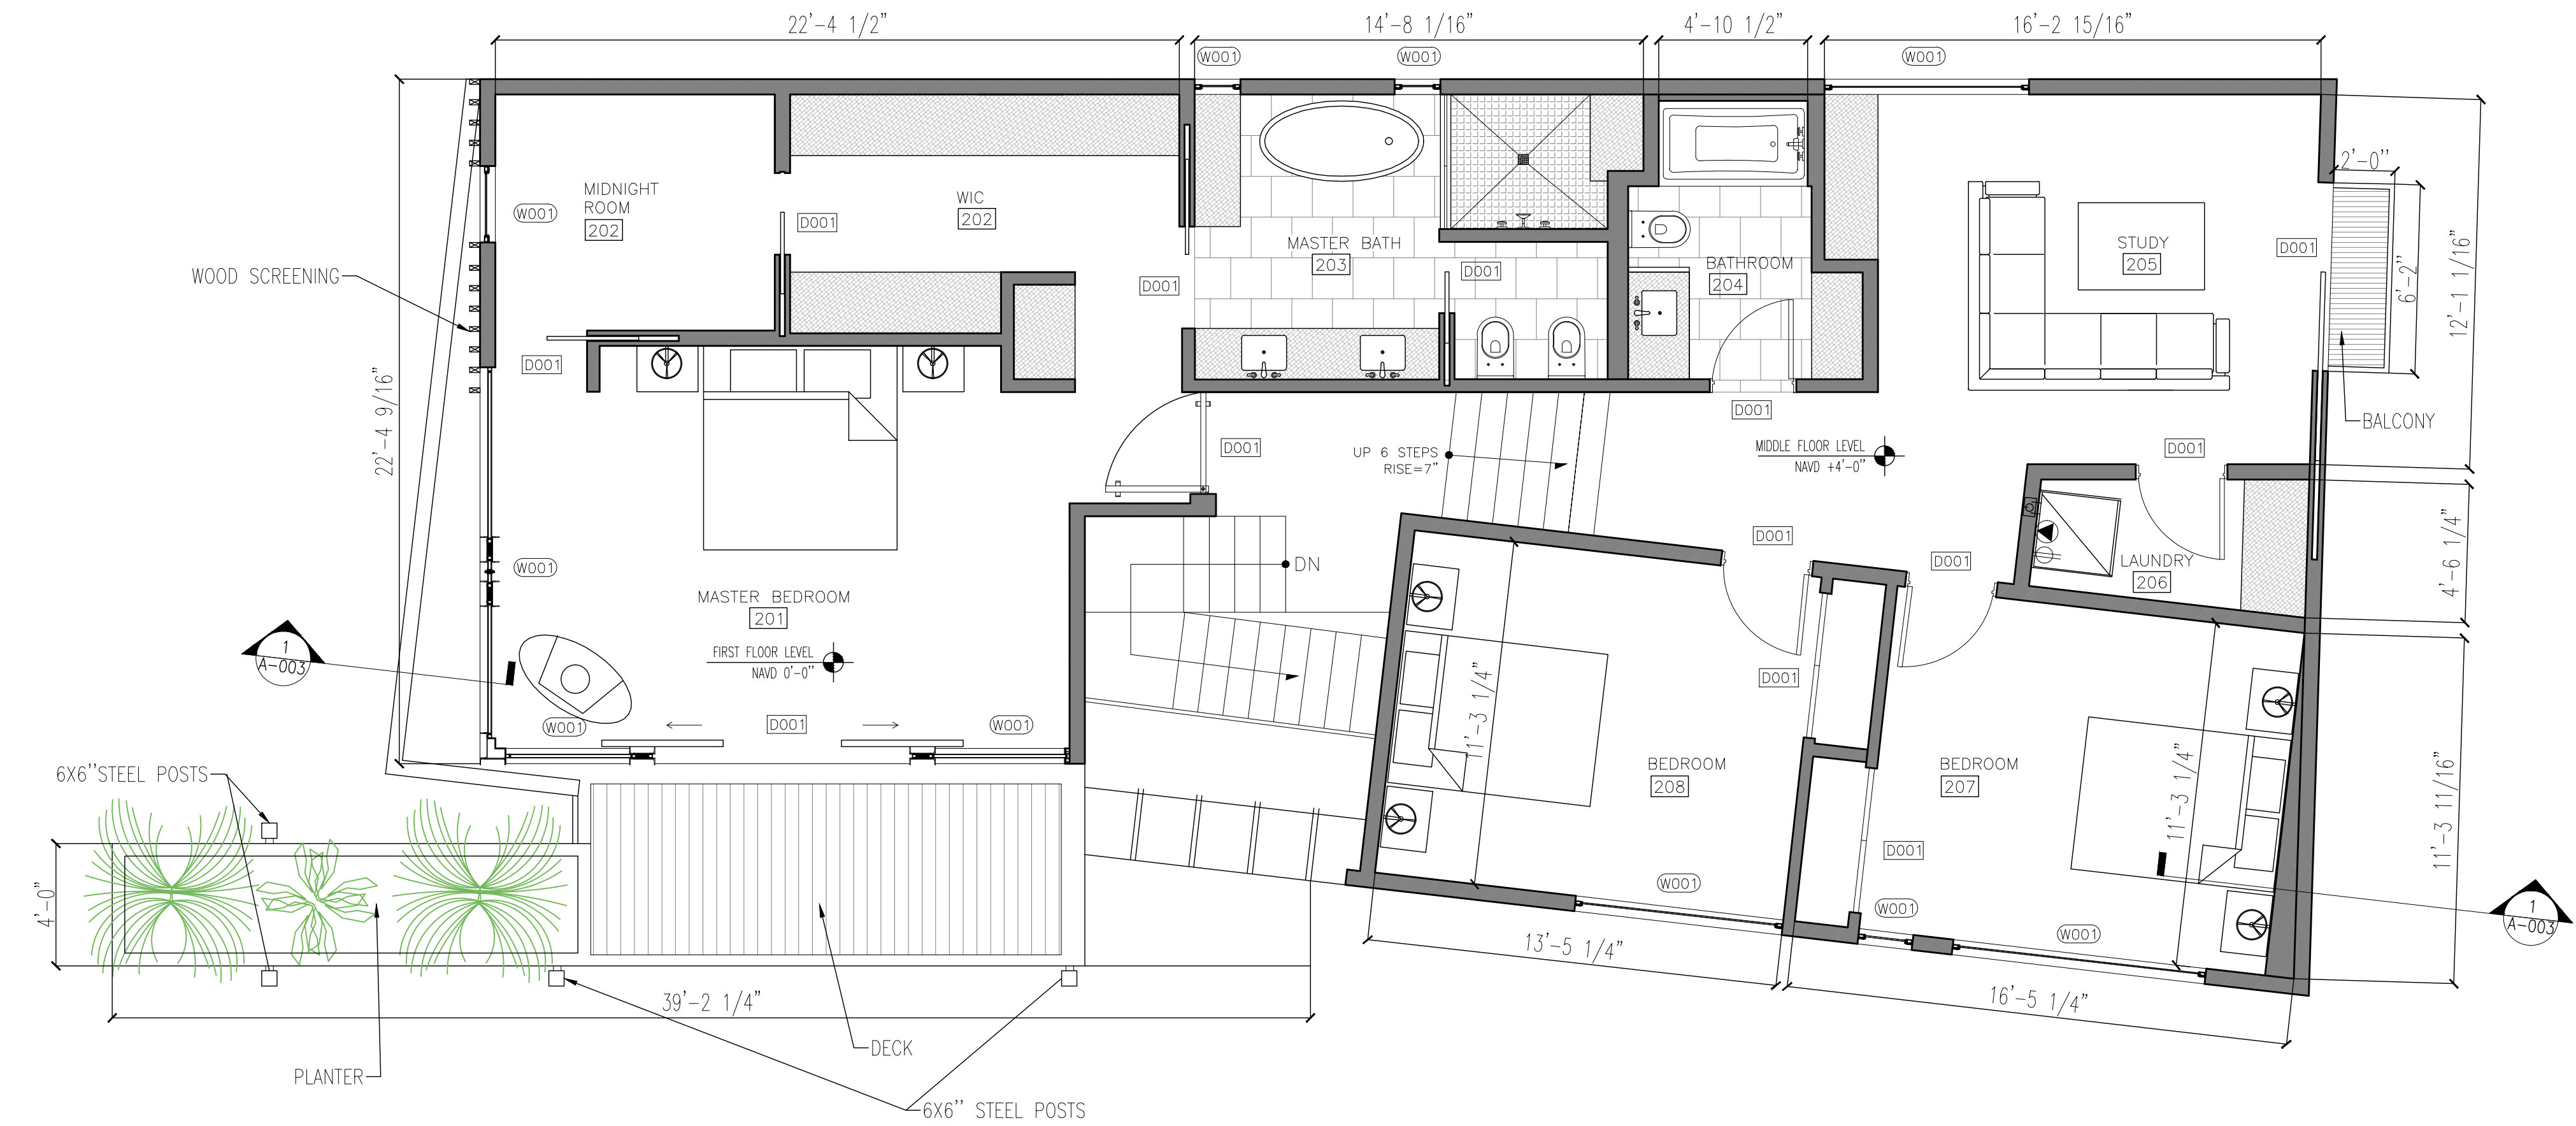 22'-4 1/2"
14'-8 1/16"
4'-10 1/2"
16'-2 15/16"
W001
W001
W001
2'-0''
MIDNIGHT
ROOM
202
W001
D001
WIC
202
MASTER BATH
203
D001
D001
BATHROOM
204
STUDY
205
D001
6'-2''
12'-1 1/16"
WOOD SCREENING
D001
22'-4 9/16"
D001
BALCONY
D001
UP 6 STEPS
RISE=7"
MIDDLE FLOOR LEVEL
NAVD +4'-0"
D001
W001
DN
D001
D001
LAUNDRY
206
4'-6 1/4"
MASTER BEDROOM
201
FIRST FLOOR LEVEL
NAVD 0'-0"
1
A-003
D001
11'-3 1/4"
W001
D001
W001
6X6''STEEL POSTS
BEDROOM
208
BEDROOM
207
11'-3 1/4"
11'-3 11/16"
D001
W001
W001
W001
1
A-003
4'-0"
13'-5 1/4"
16'-5 1/4"
39'-2 1/4"
DECK
PLANTER
6X6'' STEEL POSTS